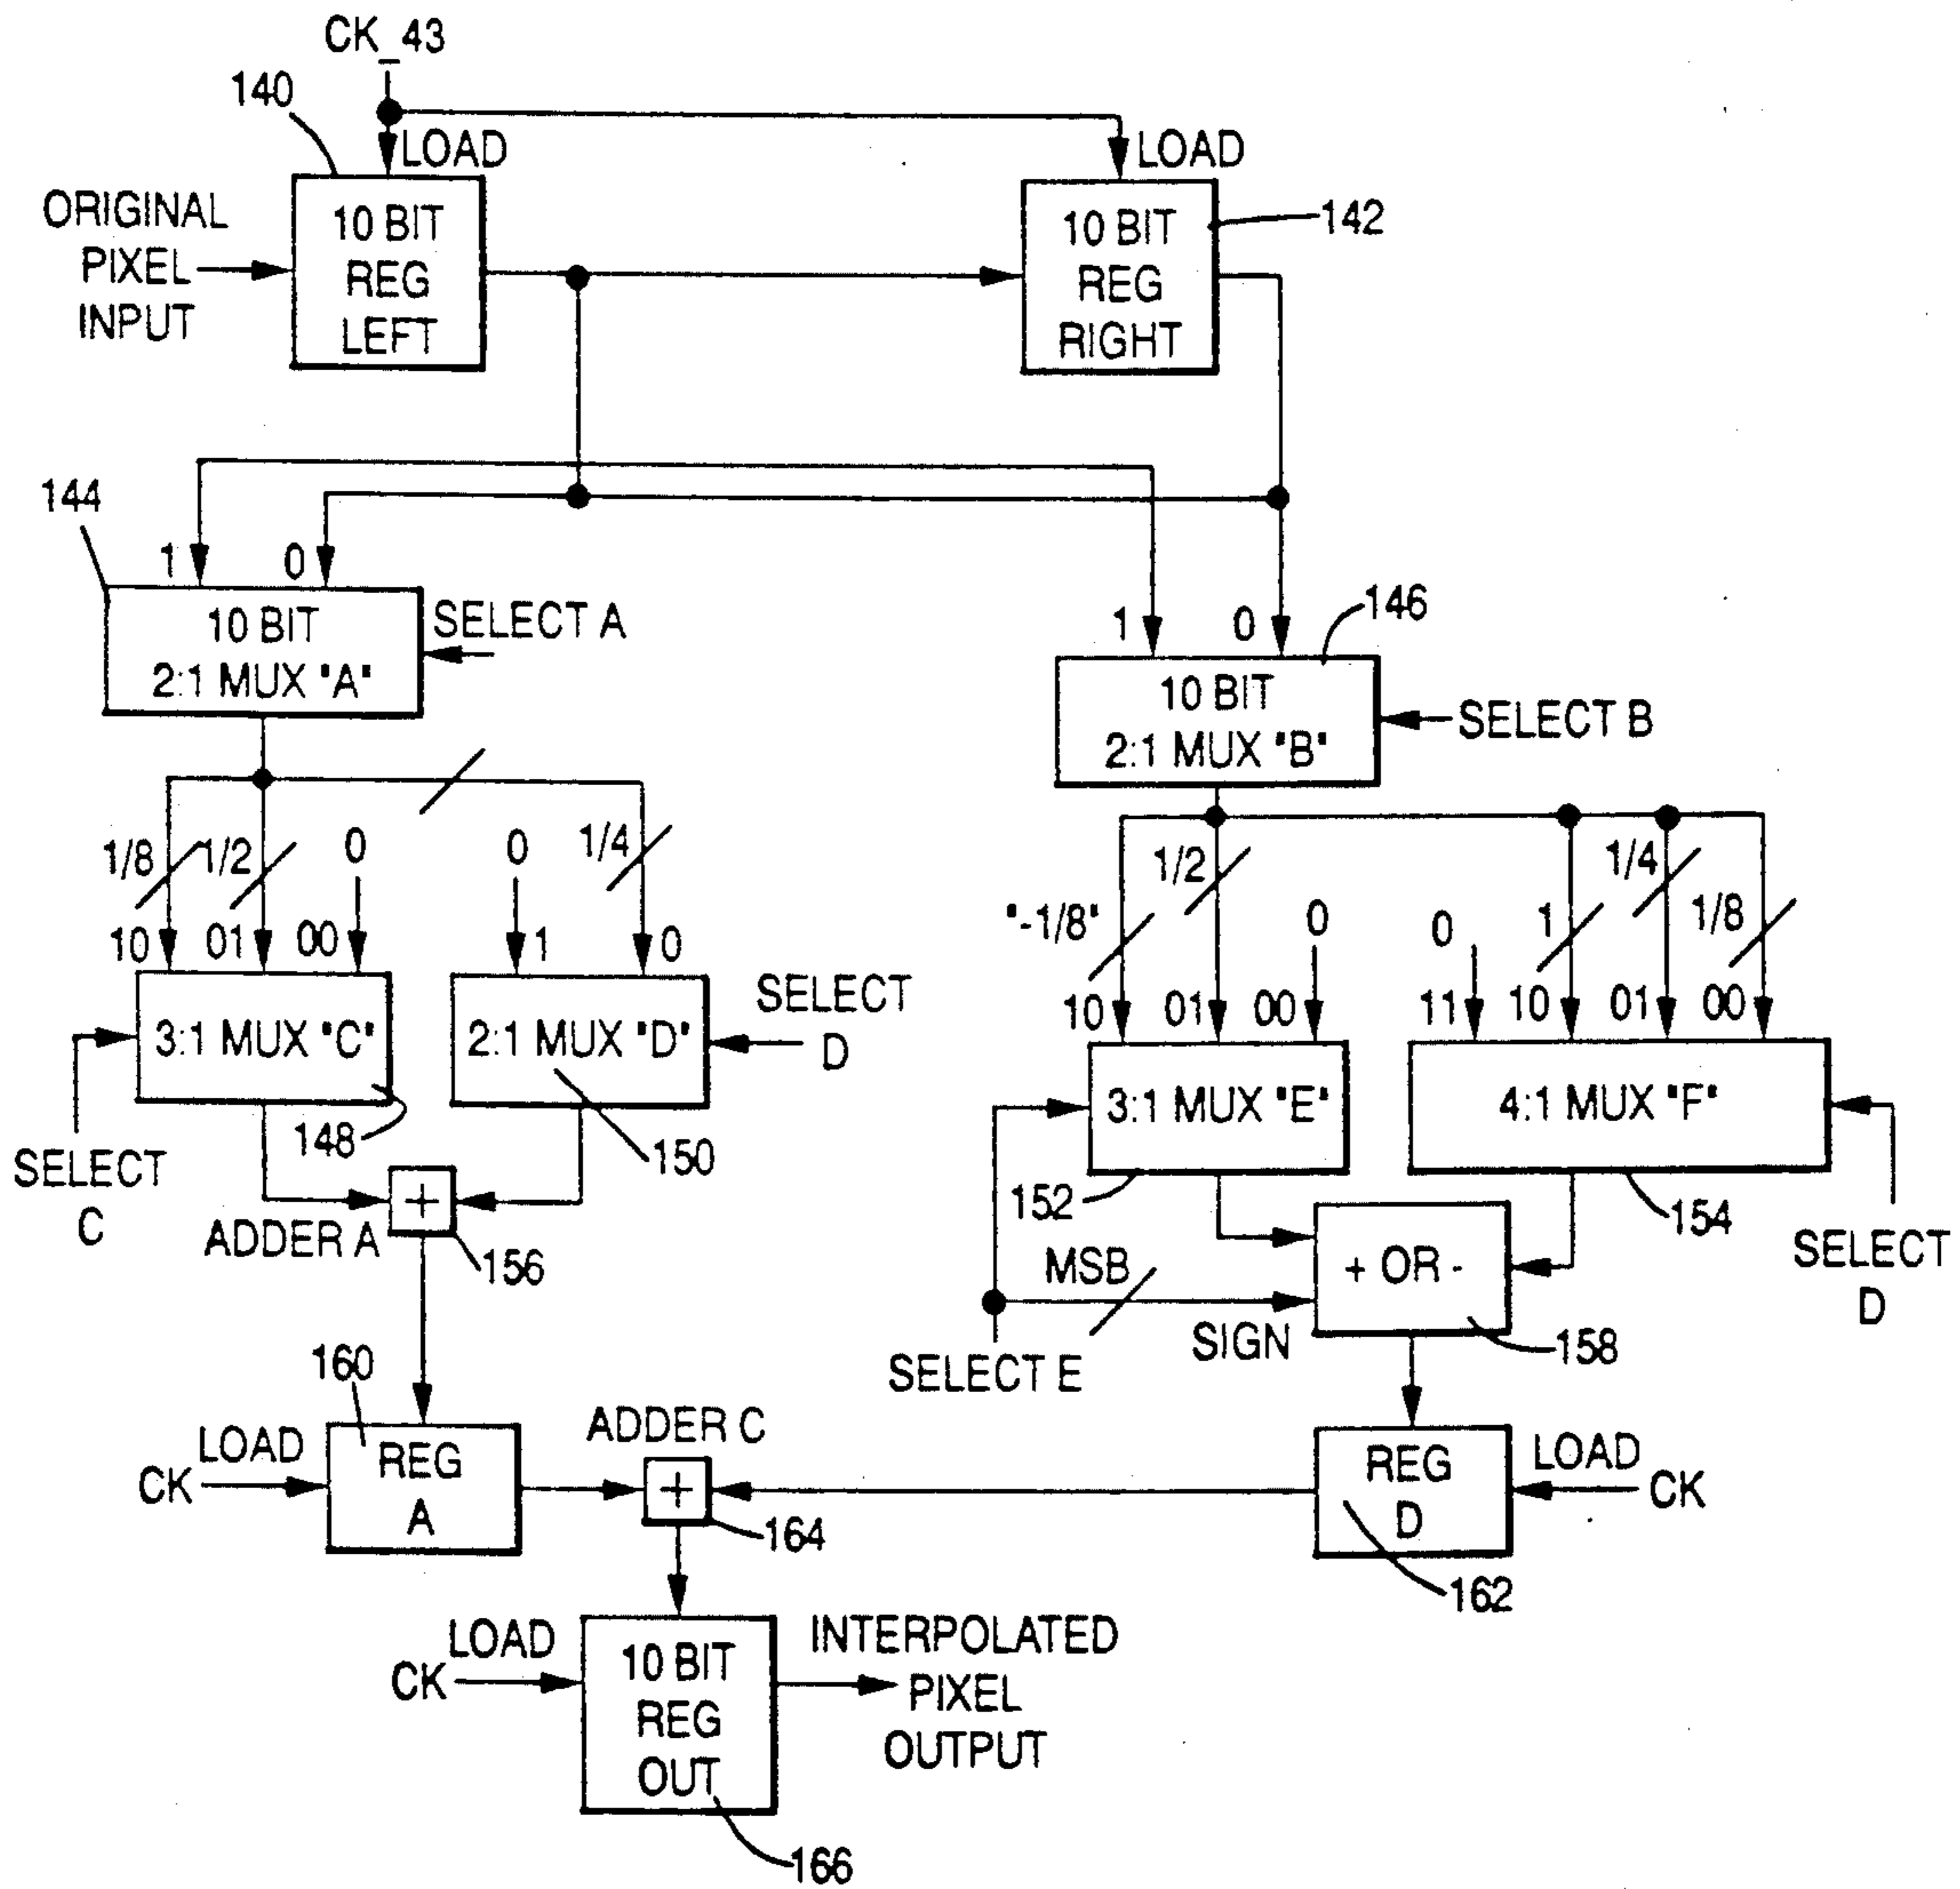 CK_43
140
LOAD
LOAD
ORIGINAL
PIXEL
INPUT
10 BIT
REG
LEFT
10 BIT
REG
RIGHT
142
144
1
0
10 BIT
2:1 MUX "A"
SELECT A
1
0
146
10 BIT
2:1 MUX "B"
SELECT B
1/8
1/2
0
0
1/4
10
01
00
1
0
3:1 MUX "C"
2:1 MUX "D"
SELECT
D
SELECT
C
148
150
ADDER A
+
156
"-1/8"
1/2
0
0
1
1/4
1/8
10
01
00
11
10
01
00
3:1 MUX "E"
4:1 MUX "F"
152
154
SELECT
D
MSB
+ OR -
SIGN
158
SELECT E
160
LOAD
CK
REG
A
ADDER C
+
164
REG
D
LOAD
CK
162
LOAD
CK
10 BIT
REG
OUT
INTERPOLATED
PIXEL
OUTPUT
166